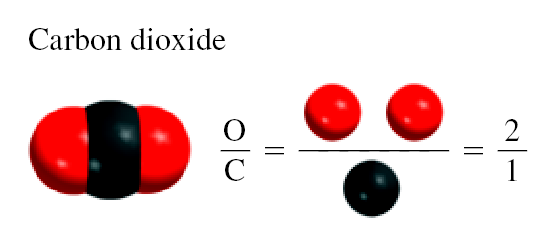 Carbon dioxide
O/C = = 2/1